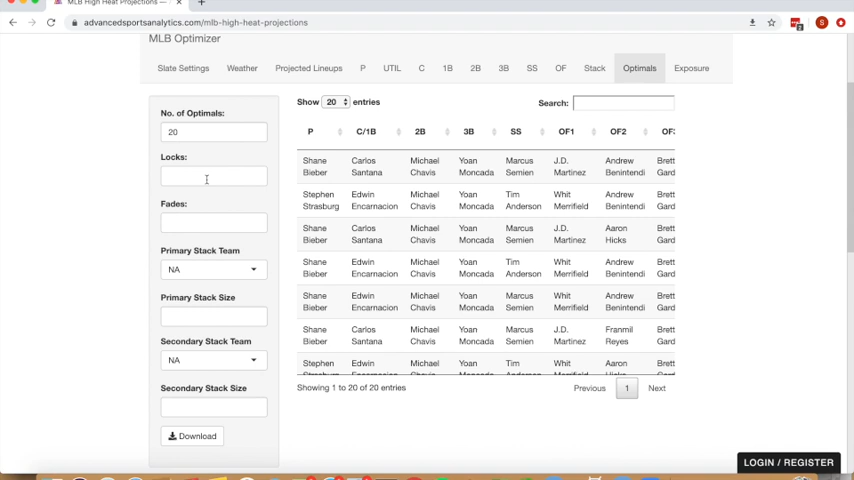 MLB High Heat Projections
advancedsportsanalytics.com/mlb-high-heat-projections
MLB Optimizer
Slate Settings Weather Projected Lineups P UTIL C 1B 2B 3B SS OF Stack Optimals Exposure
No. of Optimals:
20
Locks:
Fades:
Primary Stack Team
NA
Primary Stack Size
Secondary Stack Team
NA
Secondary Stack Size
Download
Show 20 entries Search:
P C/1B 2B 3B SS OF1 OF2 OF3
Shane Carlos Michael Yoan Marcus J.D. Andrew Brett
Bieber Santana Chavis Moncada Semien Martinez Benintendi Gard
Stephen Edwin Michael Yoan Tim Whit Andrew Brett
Strasburg Encarnacion Chavis Moncada Anderson Merrifield Benintendi Gard
Shane Carlos Michael Yoan Marcus J.D. Aaron Brett
Bieber Santana Chavis Moncada Semien Martinez Hicks Gard
Shane Edwin Michael Yoan Tim Whit Andrew Brett
Bieber Encarnacion Chavis Moncada Anderson Merrifield Benintendi Gard
Shane Edwin Michael Yoan Marcus Whit Andrew Brett
Bieber Encarnacion Chavis Moncada Semien Merrifield Benintendi Gard
Shane Carlos Michael Yoan Marcus J.D. Franmil Brett
Bieber Santana Chavis Moncada Semien Martinez Reyes Gard
Stephen Edwin Michael Yoan Tim Whit Aaron Brett
Showing 1 to 20 of 20 entries Previous 1 Next
LOGIN / REGISTER